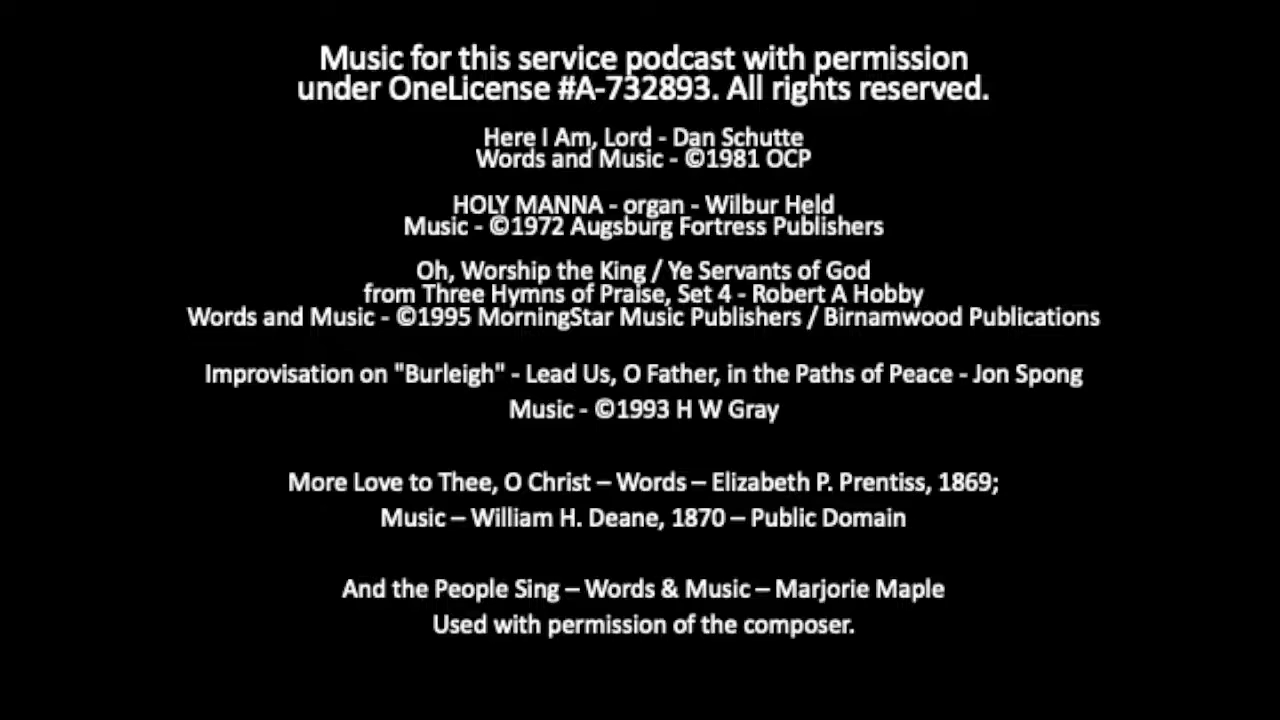 Music for this service podcast with permission
under OneLicense #A-732893. All rights reserved.
Here I Am, Lord - Dan Schutte
Words and Music - ©1981 OCP
HOLY MANNA - organ - Wilbur Held
Music - ©1972 Augsburg Fortress Publishers
Oh, Worship the King / Ye Servants of God
from Three Hymns of Praise, Set 4 - Robert A Hobby
Words and Music - ©1995 MorningStar Music Publishers / Birnamwood Publications
Improvisation on "Burleigh" - Lead Us, O Father, in the Paths of Peace - Jon Spong
Music - ©1993 H W Gray
More Love to Thee, O Christ – Words – Elizabeth P. Prentiss, 1869;
Music – William H. Deane, 1870 – Public Domain
And the People Sing – Words & Music – Marjorie Maple
Used with permission of the composer.